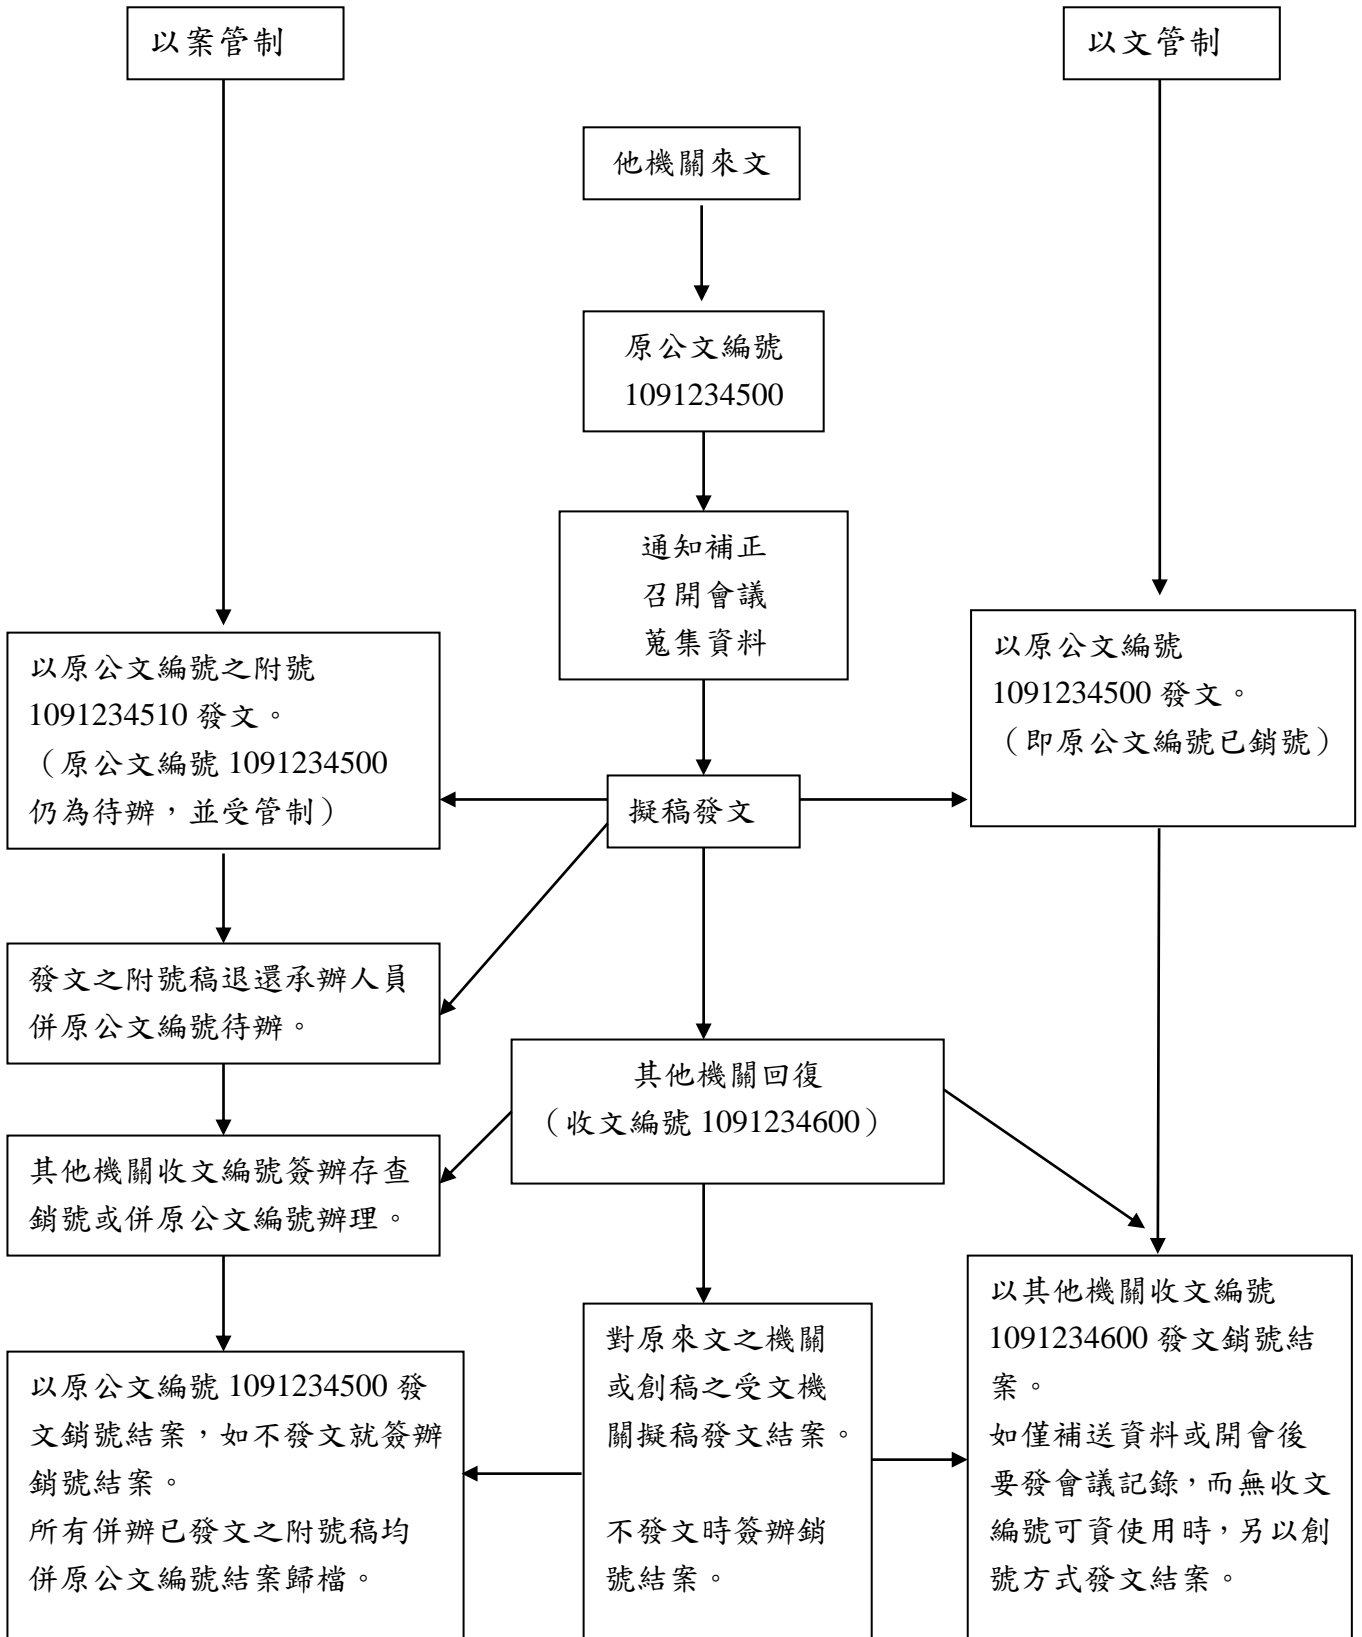 以案管制
以文管制
他機關來文
原公文編號
1091234500
通知補正
召開會議
蒐集資料
以原公文編號之附號
1091234510 發文。
（原公文編號 1091234500
仍為待辦，並受管制）
擬稿發文
以原公文編號
1091234500 發文。
（即原公文編號已銷號）
發文之附號稿退還承辦人員
併原公文編號待辦。
其他機關回復
（收文編號 1091234600）
其他機關收文編號簽辦存查
銷號或併原公文編號辦理。
以原公文編號 1091234500 發
文銷號結案，如不發文就簽辦
銷號結案。
所有併辦已發文之附號稿均
併原公文編號結案歸檔。
對原來文之機關
或創稿之受文機
關擬稿發文結案。
不發文時簽辦銷
號結案。
以其他機關收文編號
1091234600 發文銷號結
案。
如僅補送資料或開會後
要發會議記錄，而無收文
編號可資使用時，另以創
號方式發文結案。